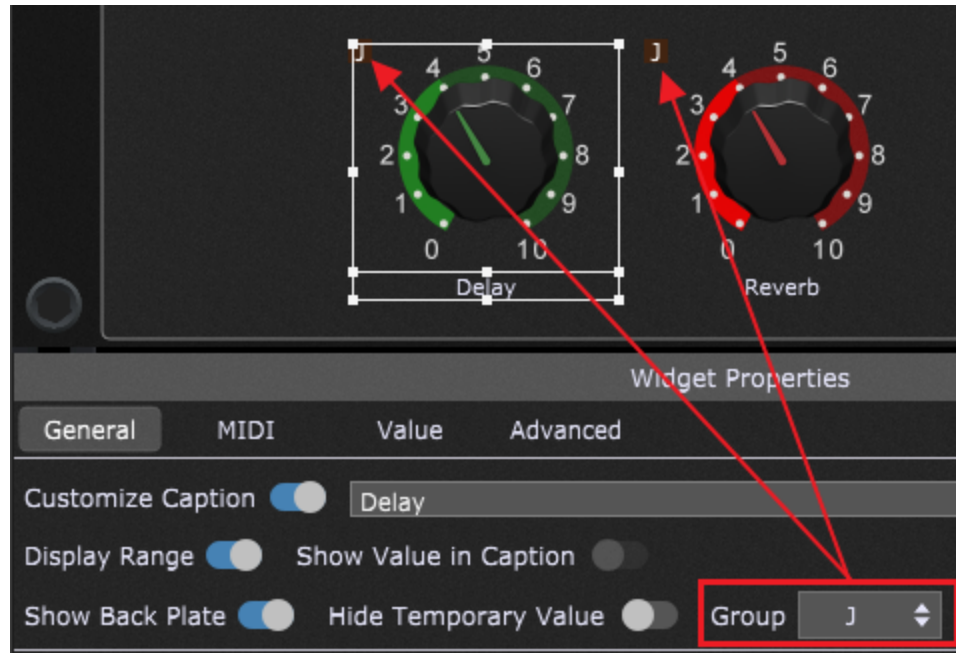 J
J
5
4
6
3
7
2
8
1
9
0
10
Delay
5
4
6
3
7
2
8
1
9
0
10
Reverb
Widget Properties
General MIDI Value Advanced
Customize Caption Delay
Display Range Show Value in Caption
Show Back Plate Hide Temporary Value Group J